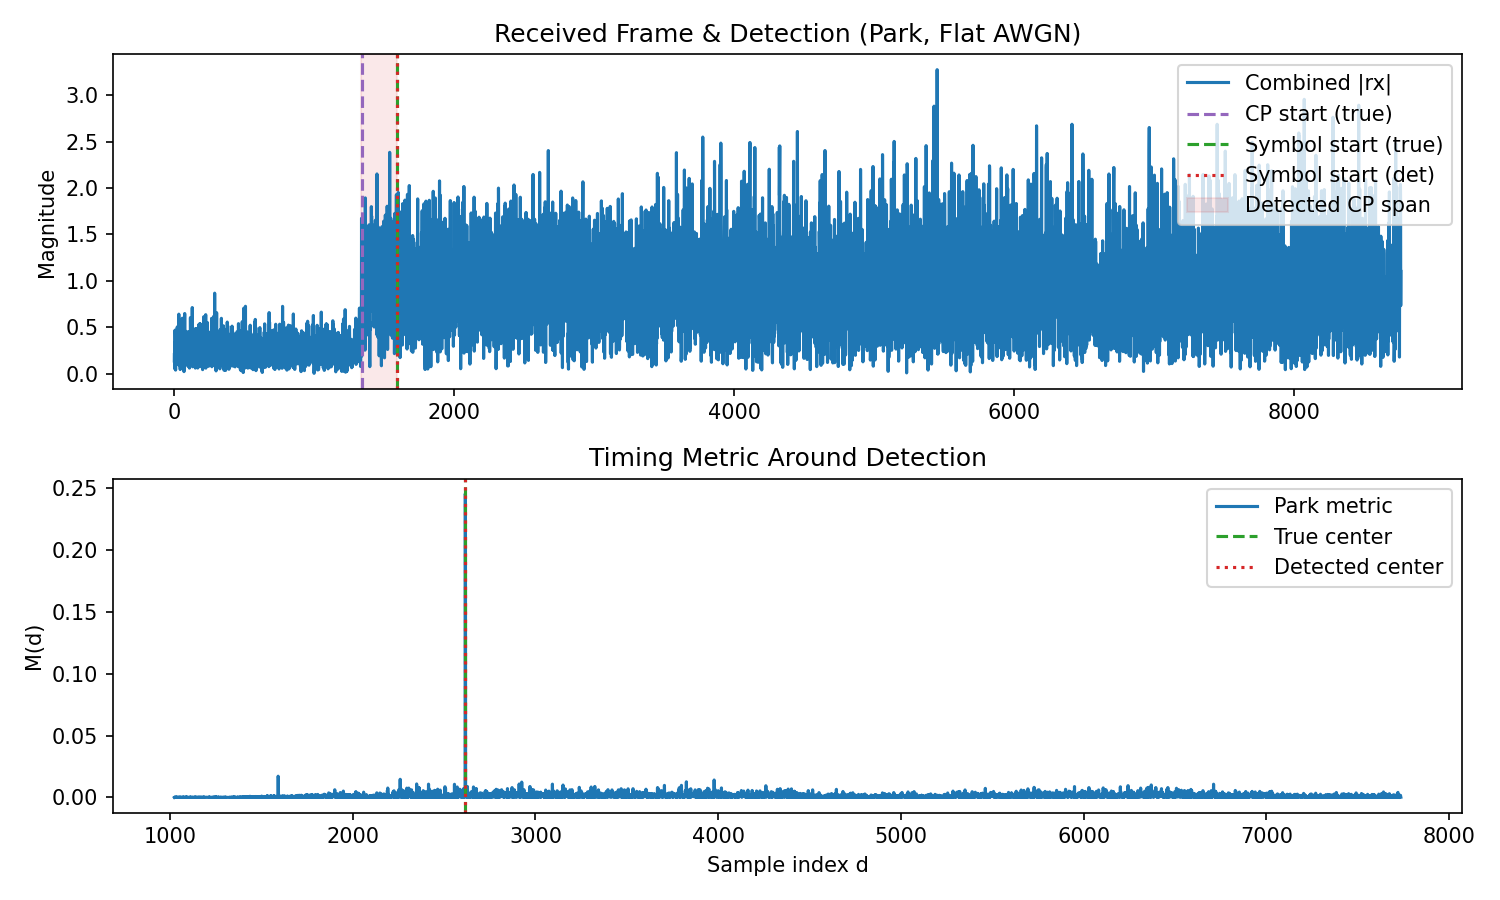 Received Frame & Detection (Park, Flat AWGN)
Magnitude
3.0
2.5
2.0
1.5
1.0
0.5
0.0
Combined |rx|
CP start (true)
Symbol start (true)
Symbol start (det)
Detected CP span
0 2000 4000 6000 8000
Timing Metric Around Detection
M(d)
0.25
0.20
0.15
0.10
0.05
0.00
Park metric
True center
Detected center
1000 2000 3000 4000 5000 6000 7000 8000
Sample index d